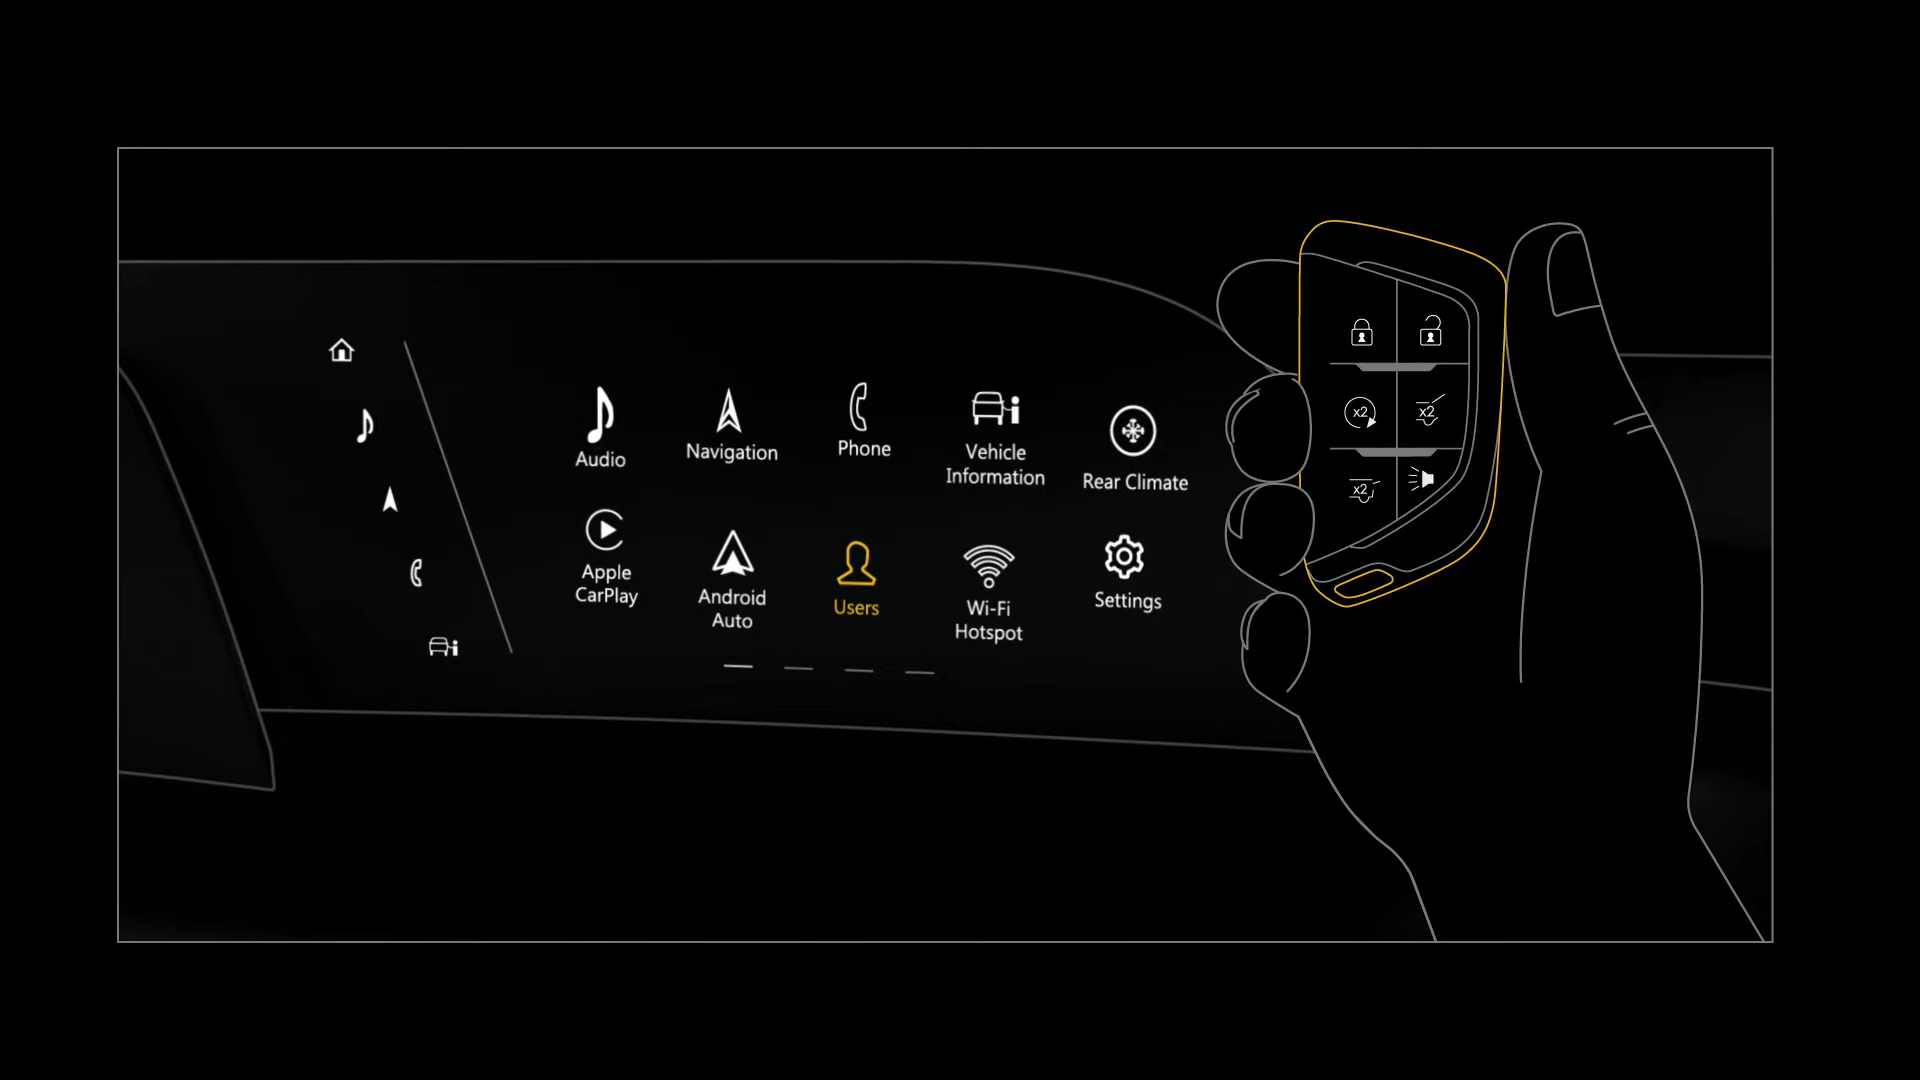 Audio
Navigation
Phone
Vehicle
Information
Rear Climate
Apple
CarPlay
Android
Auto
Users
Wi-Fi
Hotspot
Settings
x2
x2
x2